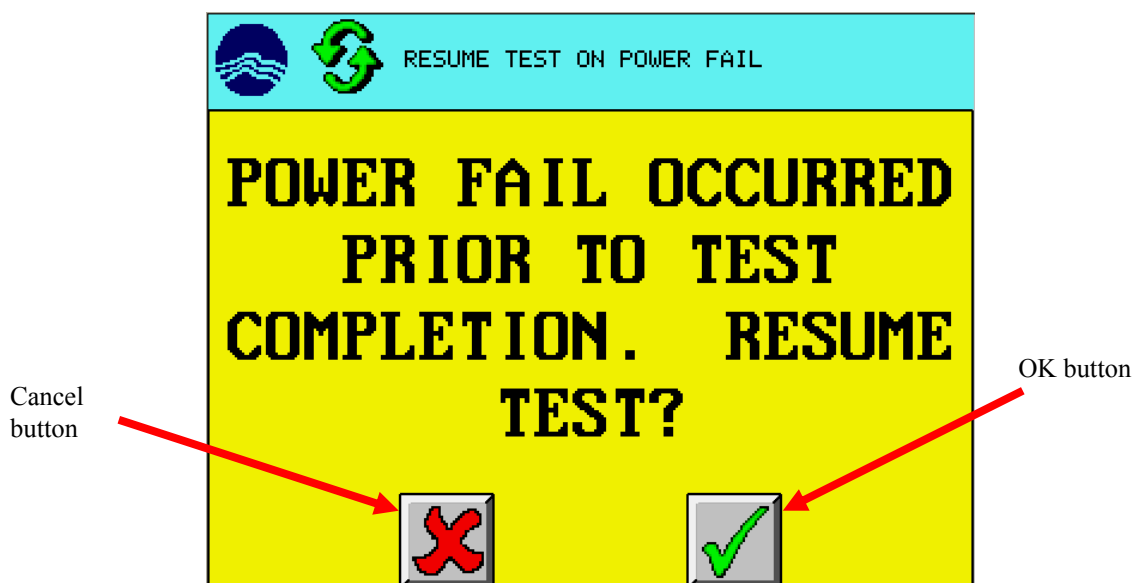 RESUME TEST ON POWER FAIL
POWER FAIL OCCURRED
PRIOR TO TEST
COMPLETION. RESUME
TEST?
OK button
Cancel
button